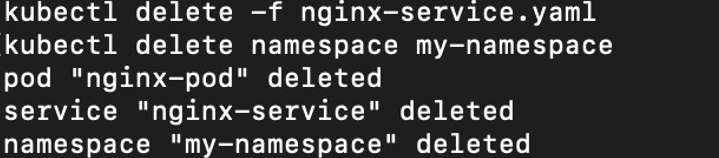 kubectl delete -f nginx-service.yaml
kubectl delete namespace my-namespace
pod "nginx-pod" deleted
service "nginx-service" deleted
namespace "my-namespace" deleted